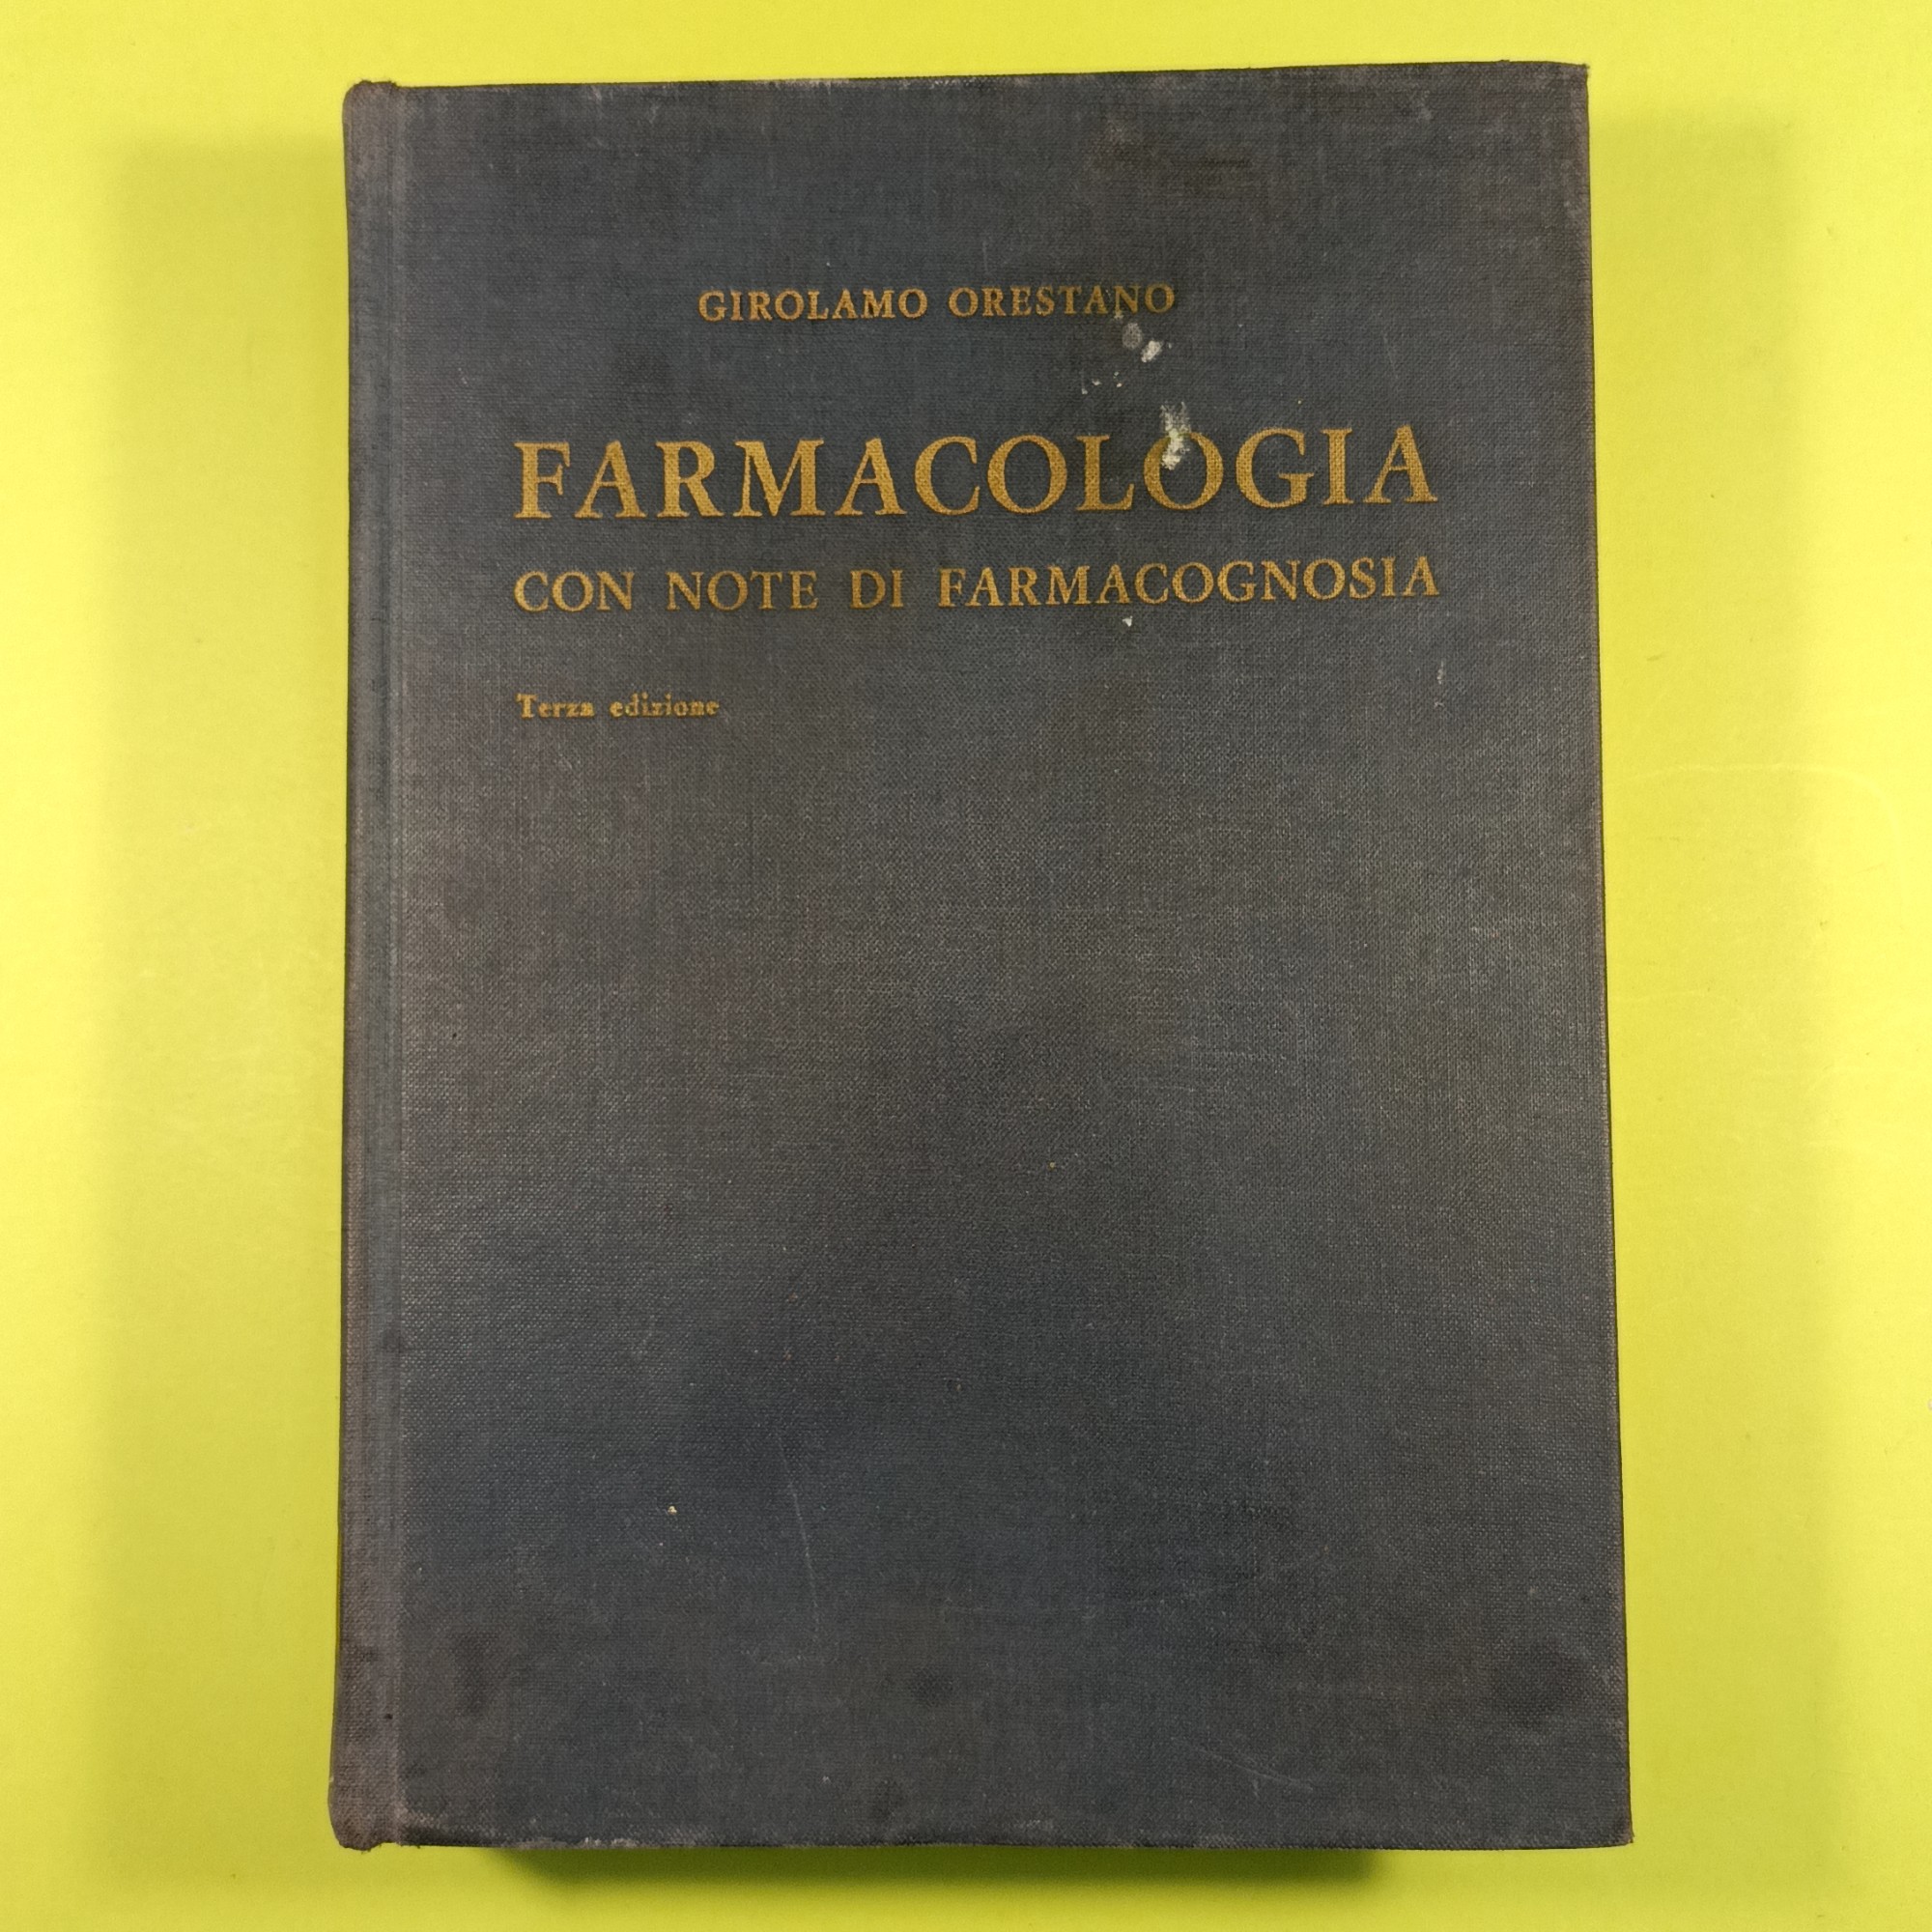 GIROLAMO ORESTANO
FARMACOLOGIA
CON NOTE DI FARMACOGNOSIA
Terza edizione